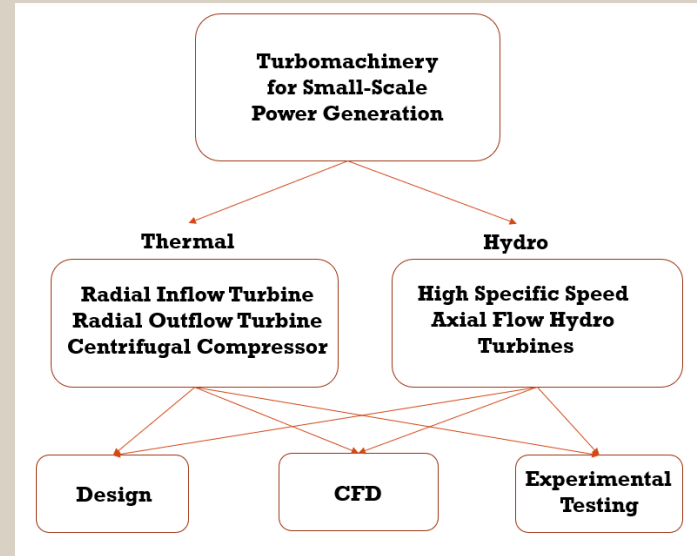 Turbomachinery
for Small-Scale
Power Generation
Thermal
Hydro
Radial Inflow Turbine
Radial Outflow Turbine
Centrifugal Compressor
High Specific Speed
Axial Flow Hydro
Turbines
Design
CFD
Experimental
Testing